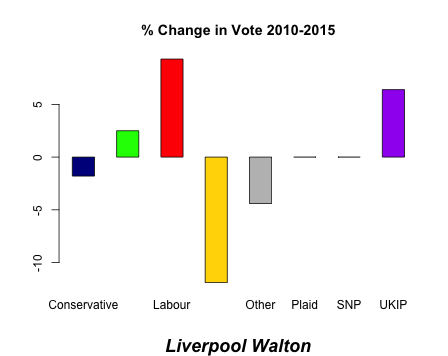 % Change in Vote 2010-2015
5
0
-5
-10
Conservative Labour Other Plaid SNP UKIP
Liverpool Walton